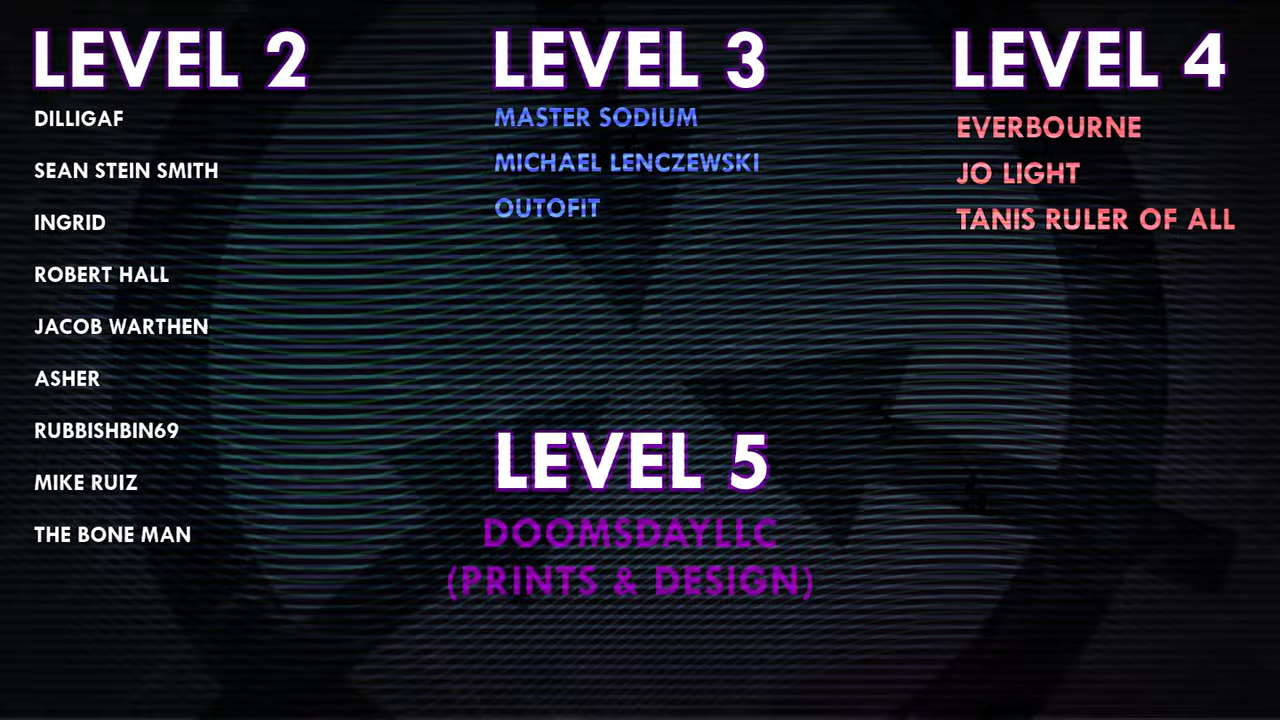 LEVEL 2
DILLIGAF
SEAN STEIN SMITH
INGRID
ROBERT HALL
JACOB WARTHEN
ASHER
RUBBISHBIN69
MIKE RUIZ
THE BONE MAN
LEVEL 3
MASTER SODIUM
MICHAEL LENCZEWSKI
OUTOFIT
LEVEL 4
EVERBOURNE
JO LIGHT
TANIS RULER OF ALL
LEVEL 5
DOOMSDAYLLC
(PRINTS & DESIGN)